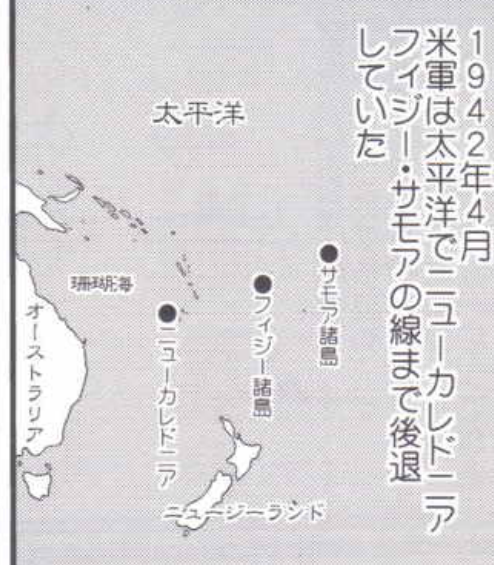 1942年4月
米軍は太平洋でニューカレドニア
フィジー・サモアの線まで後退
していた
太平洋
サモア諸島
フィジー諸島
珊瑚海
ニューカレドニア
オーストラリア
ニュージーランド